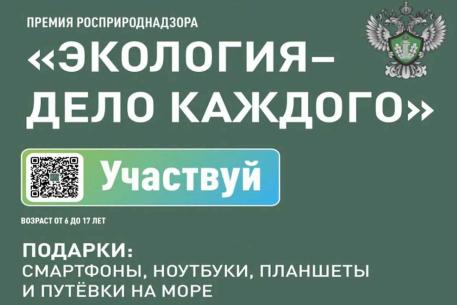 ПРЕМИЯ РОСПРИРОДНАДЗОРА
«ЭКОЛОГИЯ–
ДЕЛО КАЖДОГО»
Участвуй
ВОЗРАСТ ОТ 6 ДО 17 ЛЕТ
ПОДАРКИ:
СМАРТФОНЫ, НОУТБУКИ, ПЛАНШЕТЫ
И ПУТЁВКИ НА МОРЕ